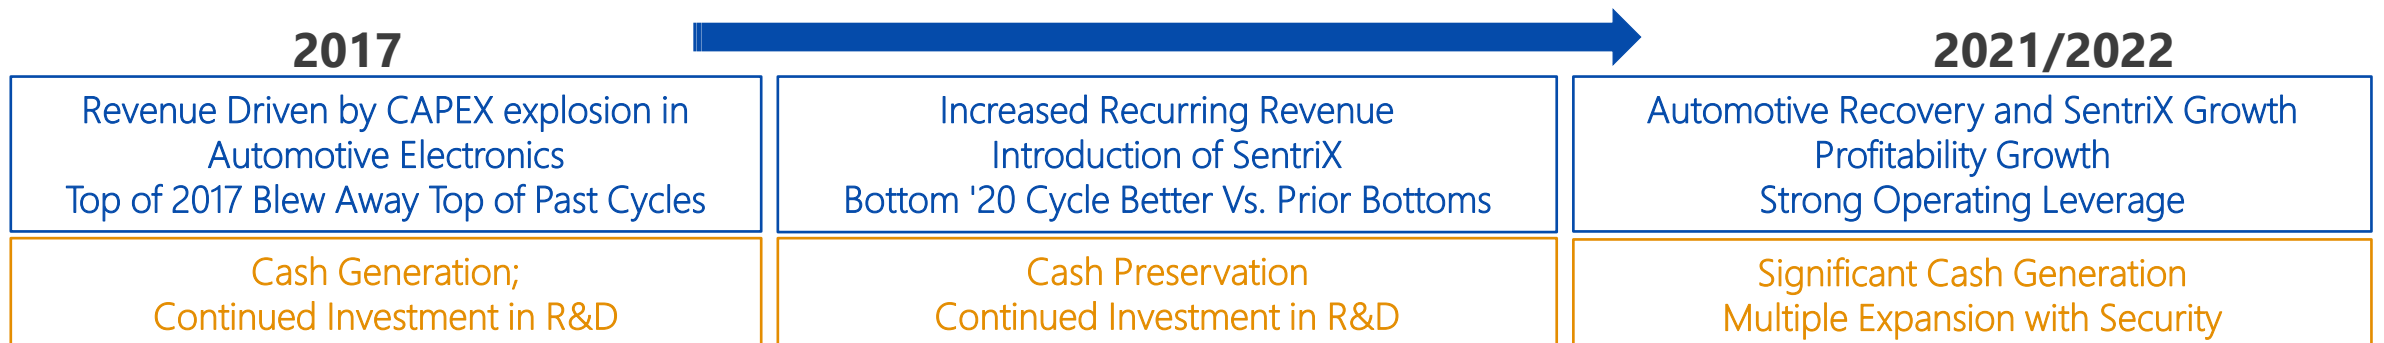 2017
2021/2022
Revenue Driven by CAPEX explosion in
Automotive Electronics
Top of 2017 Blew Away Top of Past Cycles
Increased Recurring Revenue
Introduction of SentriX
Bottom '20 Cycle Better Vs. Prior Bottoms
Automotive Recovery and SentriX Growth
Profitability Growth
Strong Operating Leverage
Cash Generation;
Continued Investment in R&D
Cash Preservation
Continued Investment in R&D
Significant Cash Generation
Multiple Expansion with Security